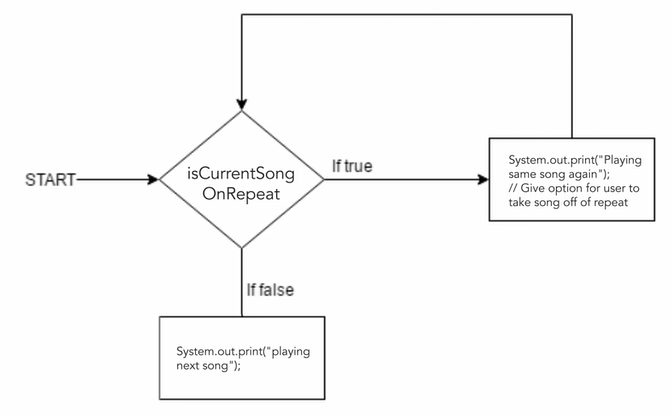 START
isCurrentSong
OnRepeat
If true
System.out.print("Playing
same song again");
// Give option for user to
take song off of repeat
If false
System.out.print("playing
next song");